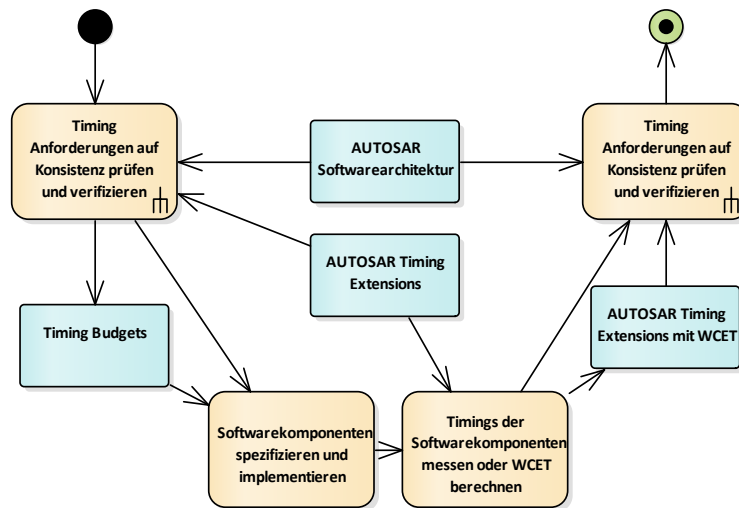 Timing
Anforderungen auf
Konsistenz prüfen
und verifizieren
AUTOSAR
Softwarearchitektur
Timing
Anforderungen auf
Konsistenz prüfen
und verifizieren
AUTOSAR Timing
Extensions
Timing Budgets
AUTOSAR Timing
Extensions mit WCET
Softwarekomponenten
spezifizieren und
implementieren
Timings der
Softwarekomponenten
messen oder WCET
berechnen